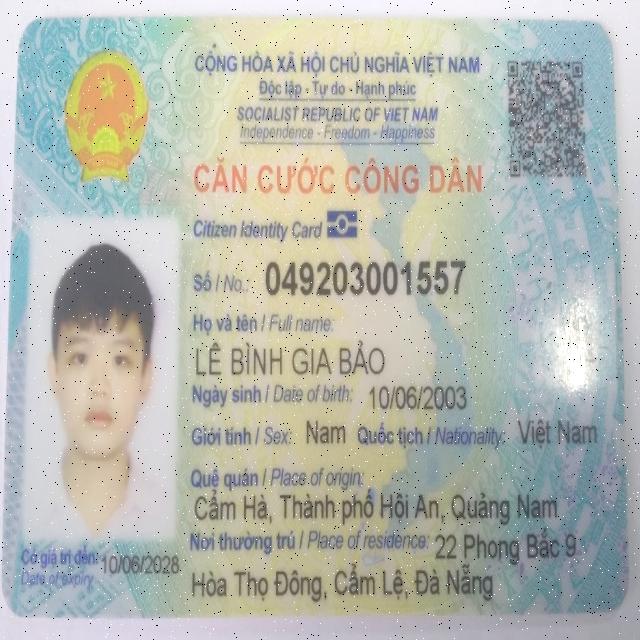 CỘNG HÒA XÃ HỘI CHỦ NGHĨA VIỆT NAM
Độc lập - Tự do - Hạnh phúc
SOCIALIST REPUBLIC OF VIET NAM
Independence - Freedom - Happiness
CĂN CƯỚC CÔNG DÂN
Citizen Identity Card
Số / No.: 049203001557
Họ và tên / Full name:
LÊ BÌNH GIA BẢO
Ngày sinh / Date of birth: 10/06/2003
Giới tính / Sex: Nam Quốc tịch / Nationality: Việt Nam
Quê quán / Place of origin:
Cẩm Hà, Thành phố Hội An, Quảng Nam
Nơi thường trú / Place of residence: 22 Phong Bắc 9
Hòa Thọ Đông, Cẩm Lệ, Đà Nẵng
Có giá trị đến: 10/06/2028
Date of expiry